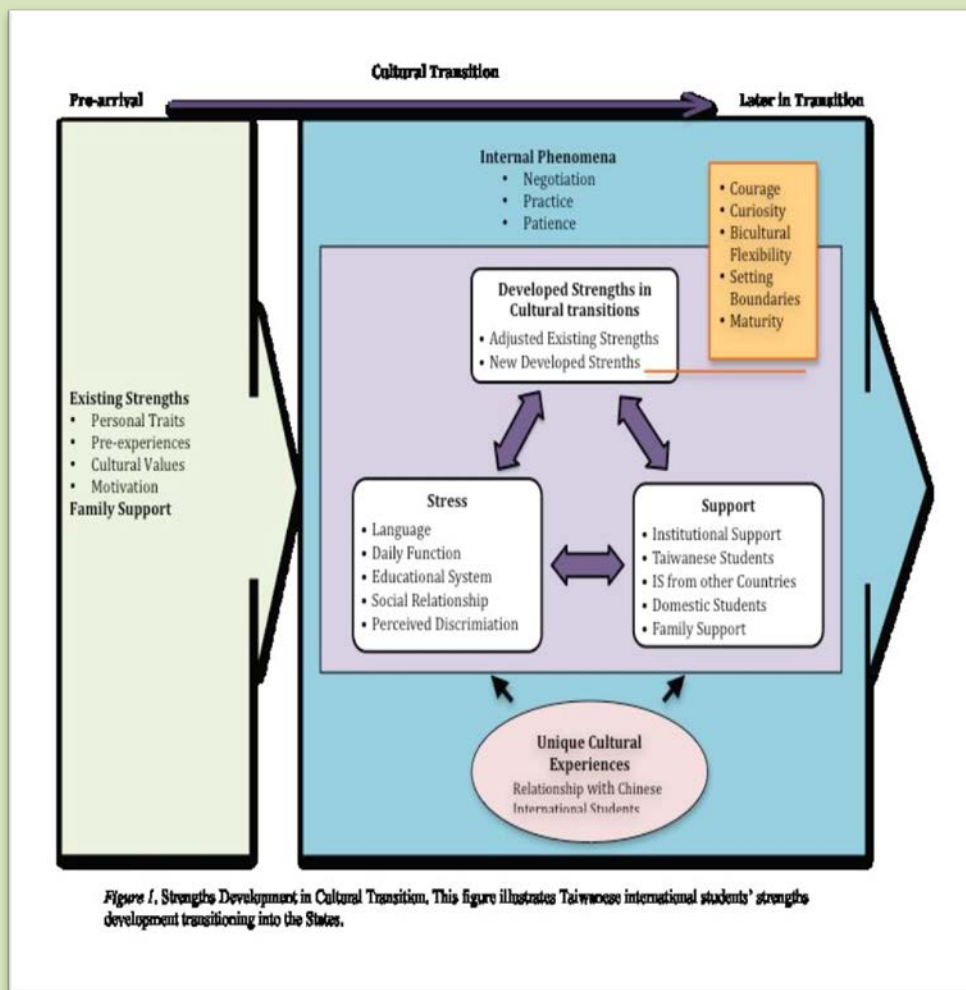 Cultural Transition
Pre-arrival
Later in Transition
Existing Strengths
• Personal Traits
• Pre-experiences
• Cultural Values
• Motivation
Family Support
Internal Phenomena
• Negotiation
• Practice
• Patience
• Courage
• Curiosity
• Bicultural
Flexibility
• Setting
Boundaries
• Maturity
Developed Strengths in
Cultural transitions
• Adjusted Existing Strengths
• New Developed Strenths
Stress
• Language
• Daily Function
• Educational System
• Social Relationship
• Perceived Discrimiation
Support
• Institutional Support
• Taiwanese Students
• IS from other Countries
• Domestic Students
• Family Support
Unique Cultural
Experiences
Relationship with Chinese
International Students
Figure 1. Strengths Development in Cultural Transition. This figure illustrates Taiwanese international students' strengths
development transitioning into the States.